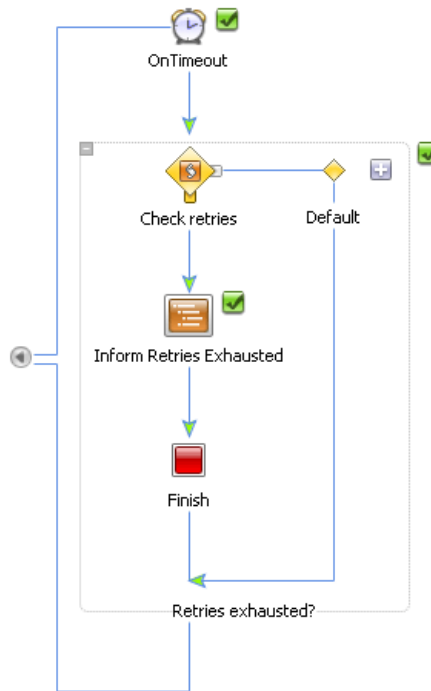 OnTimeout
Check retries
Default
Inform Retries Exhausted
Finish
Retries exhausted?